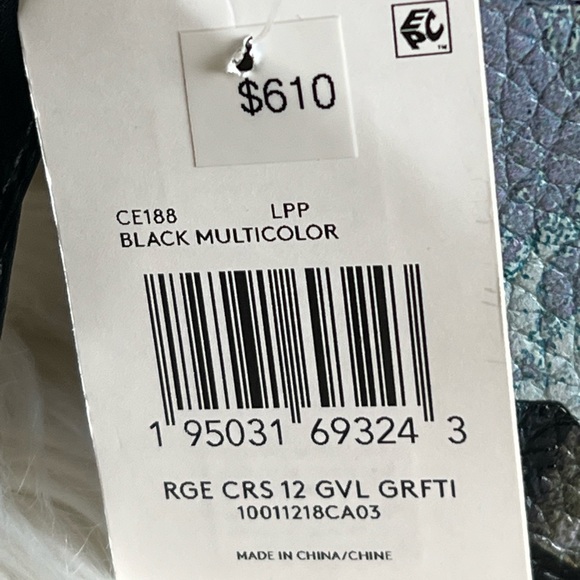 EPC™
$610
CE188 LPP
BLACK MULTICOLOR
1 95031 69324 3
RGE CRS 12 GVL GRFTI
10011218CA03
MADE IN CHINA/CHINE